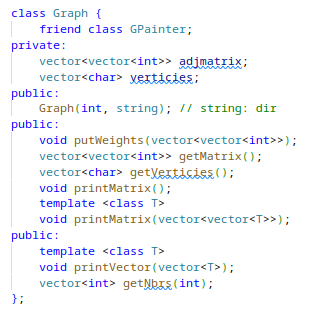 class Graph {
    friend class GPainter;
private:
    vector<vector<int>> adjmatrix;
    vector<char> verticies;
public:
    Graph(int, string); // string: dir
public:
    void putWeights(vector<vector<int>>);
    vector<vector<int>> getMatrix();
    vector<char> getVerticies();
    void printMatrix();
    template <class T>
    void printMatrix(vector<vector<T>>);
public:
    template <class T>
    void printVector(vector<T>);
    vector<int> getNbrs(int);
};